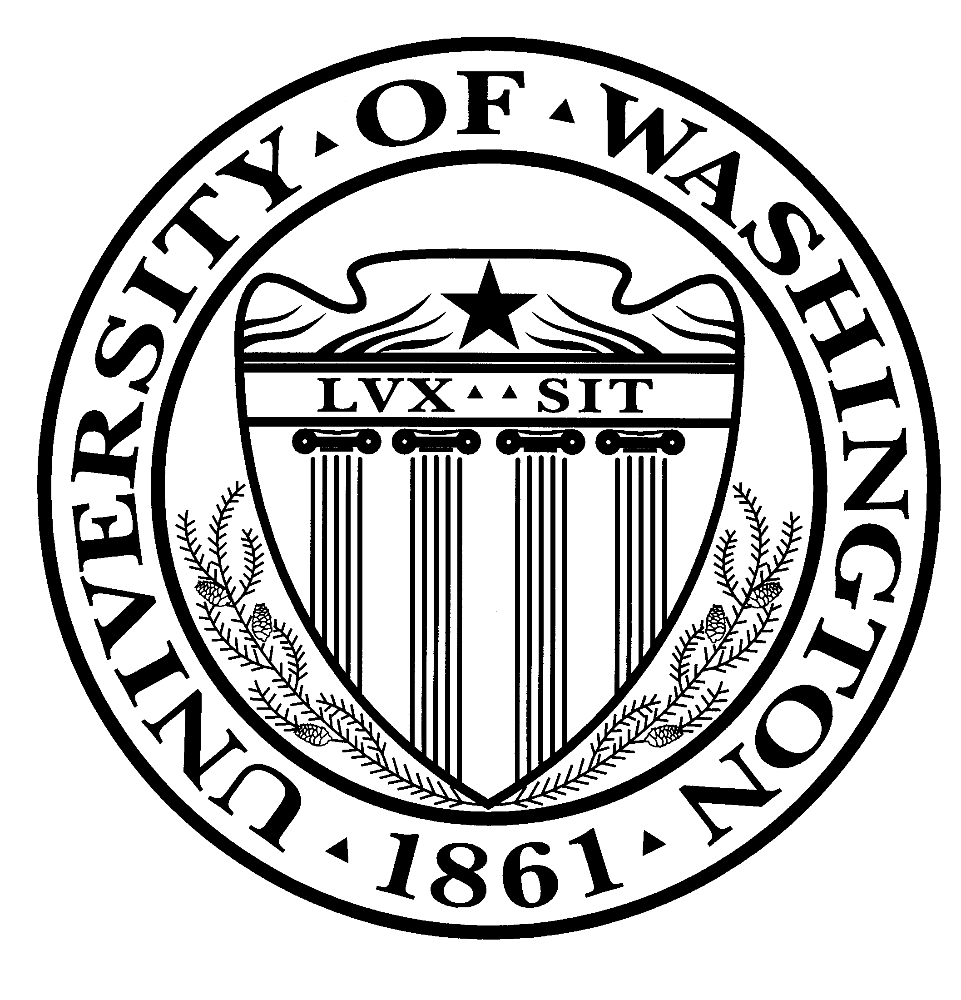 UNIVERSITY ▴ OF ▴ WASHINGTON
LVX ▴ ▴ SIT
▴ 1861 ▴